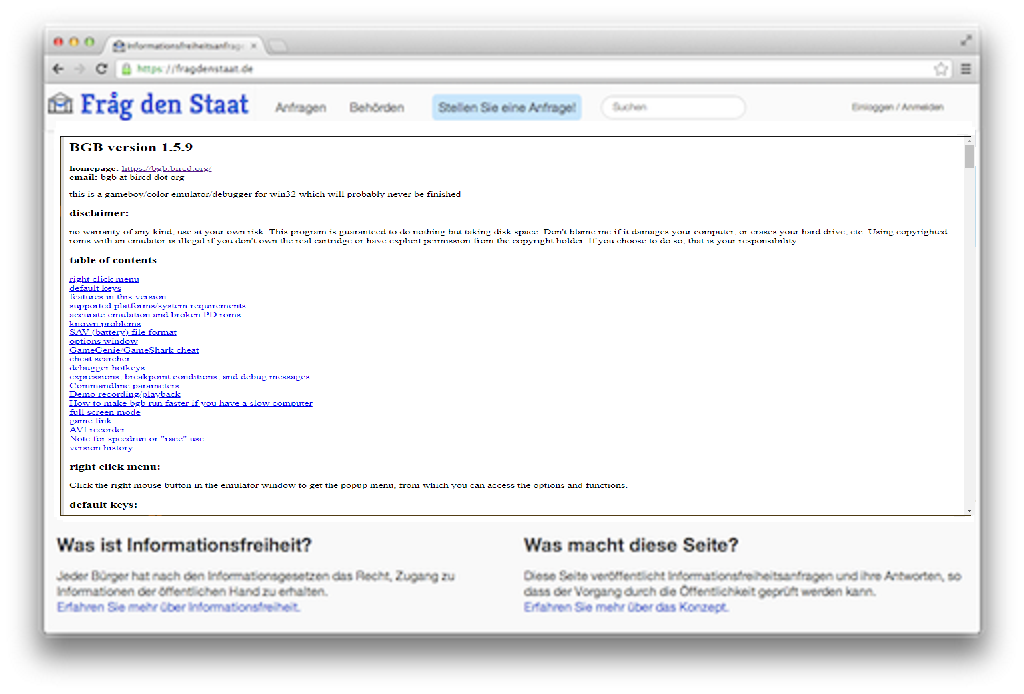 Informationsfreiheitsanfrage
https://fragdenstaat.de
Fråg den Staat
Anfragen
Behörden
Stellen Sie eine Anfrage!
Suchen
Einloggen / Anmelden
BGB version 1.5.9
homepage: https://bgb.bircd.org/
email: bgb at bircd dot org
this is a gameboy/color emulator/debugger for win32 which will probably never be finished
disclaimer:
no warranty of any kind, use at your own risk. This program is guaranteed to do nothing but taking disk space. Don't blame me if it damages your computer, or erases your hard drive, etc. Using copyrighted
roms with an emulator is illegal if you don't own the real cartridge or have explicit permission from the copyright holder. If you choose to do so, that is your responsibility.
table of contents
right click menu
default keys
features in this version
supported platforms/system requirements
accurate emulation and broken PD roms
known problems
SAV (battery) file format
options window
GameGenie/GameShark cheat
cheat searcher
debugger hotkeys
expressions, breakpoint conditions, and debug messages
Commandline parameters
Demo recording/playback
How to make bgb run faster if you have a slow computer
full screen mode
game link
AVI recorder
Note for speedrun or "race" use
version history
right click menu:
Click the right mouse button in the emulator window to get the popup menu, from which you can access the options and functions.
default keys:
Was ist Informationsfreiheit?
Jeder Bürger hat nach den Informationsgesetzen das Recht, Zugang zu
Informationen der öffentlichen Hand zu erhalten.
Erfahren Sie mehr über Informationsfreiheit.
Was macht diese Seite?
Diese Seite veröffentlicht Informationsfreiheitsanfragen und ihre Antworten, so
dass der Vorgang durch die Öffentlichkeit geprüft werden kann.
Erfahren Sie mehr über das Konzept.